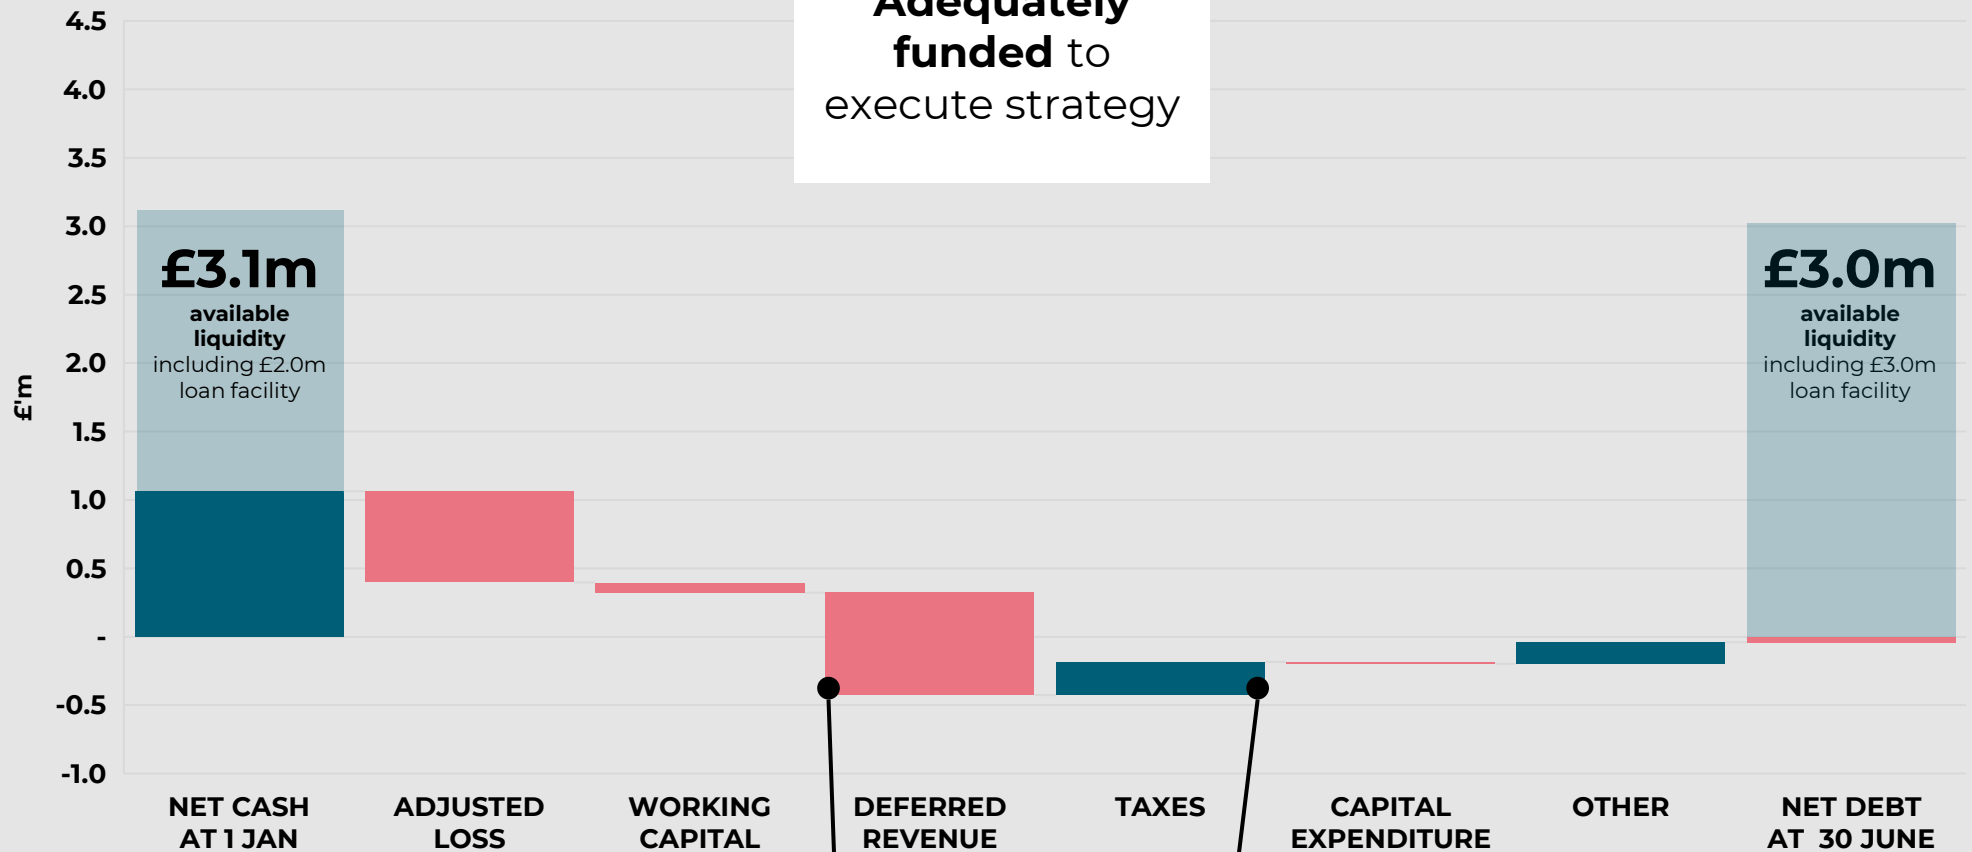 Adequately
funded to
execute strategy
4.5
4.0
3.5
3.0
2.5
2.0
1.5
1.0
0.5
-
-0.5
-1.0
£'m
£3.1m
available
liquidity
including £2.0m
loan facility
£3.0m
available
liquidity
including £3.0m
loan facility
NET CASH
AT 1 JAN
ADJUSTED
LOSS
WORKING
CAPITAL
DEFERRED
REVENUE
TAXES
CAPITAL
EXPENDITURE
OTHER
NET DEBT
AT 30 JUNE